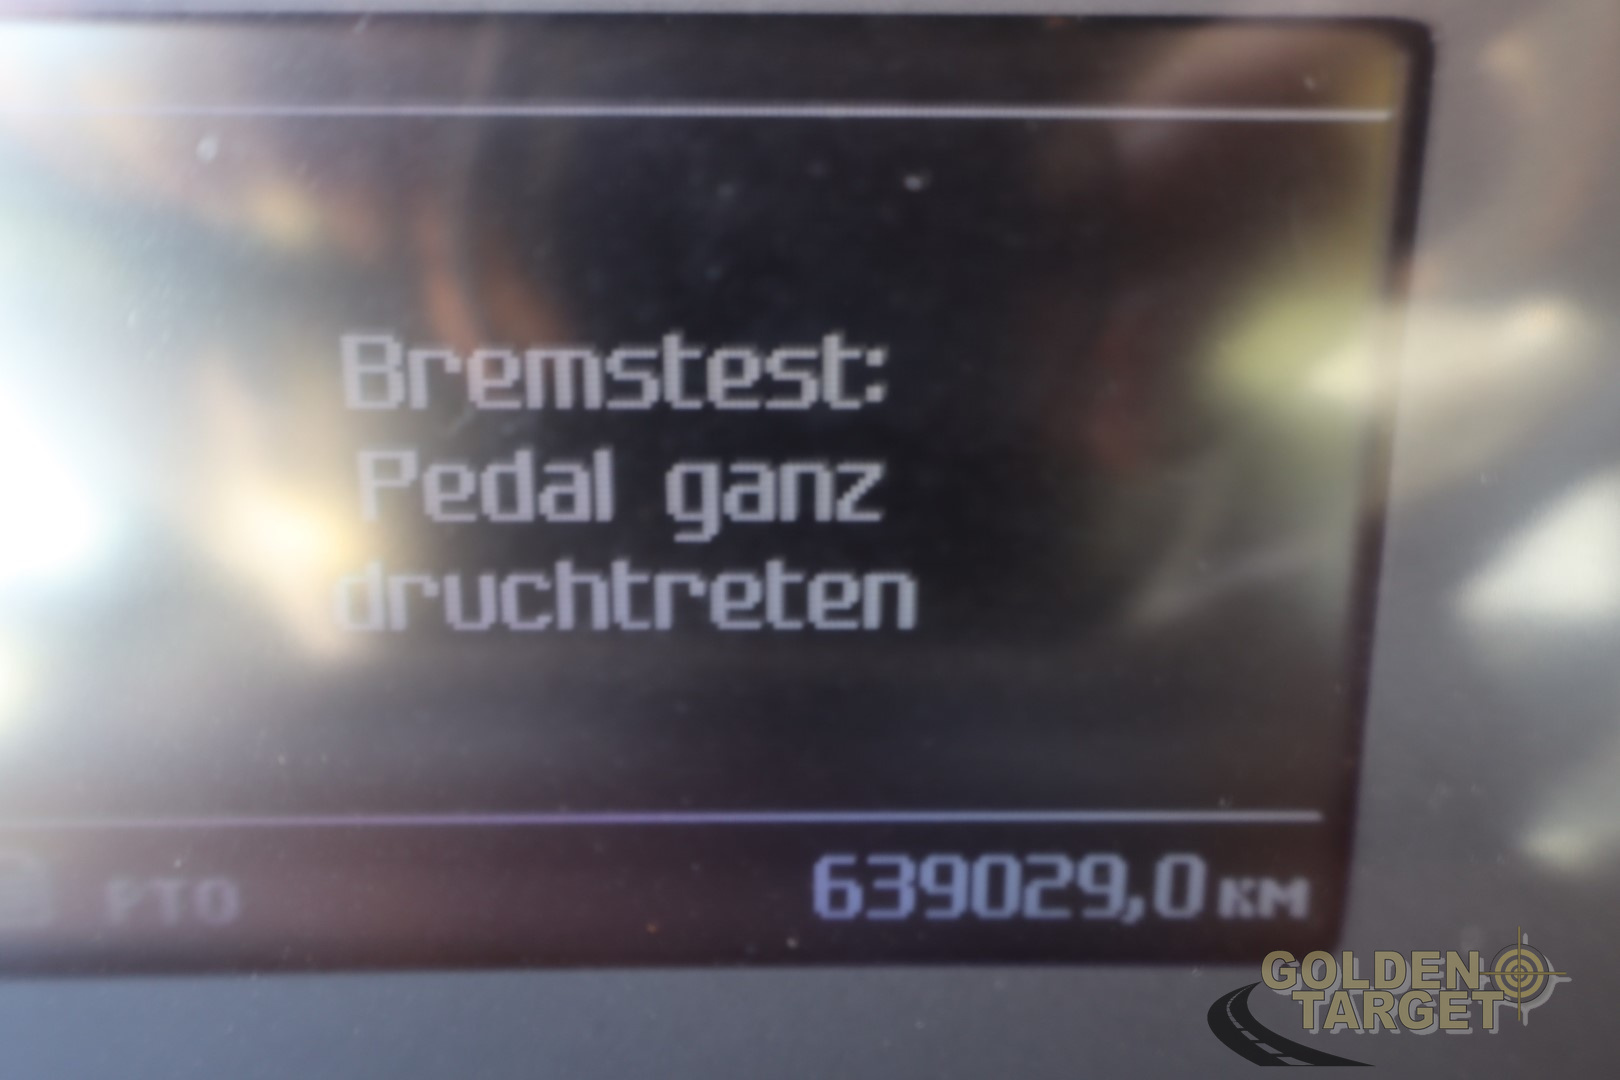 Bremstest:
Pedal ganz
druchtreten
PTO
639029,0 KM
GOLDEN
TARGET